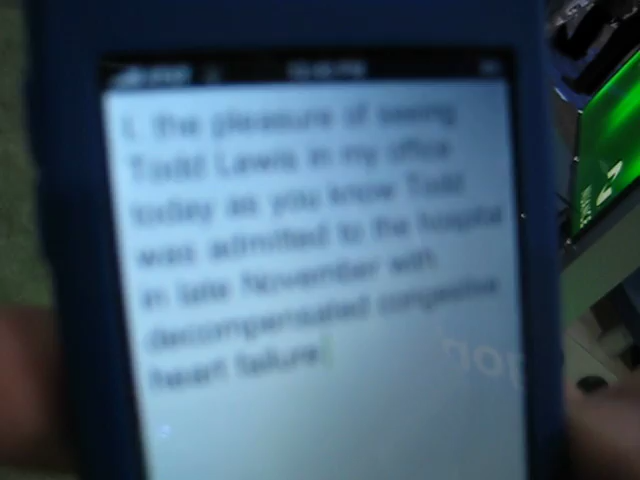 I. the pleasure of seeing
Todd Lewis in my office
today as you know Todd
was admitted to the hospital
in late November with
decompensated congestive
heart failure